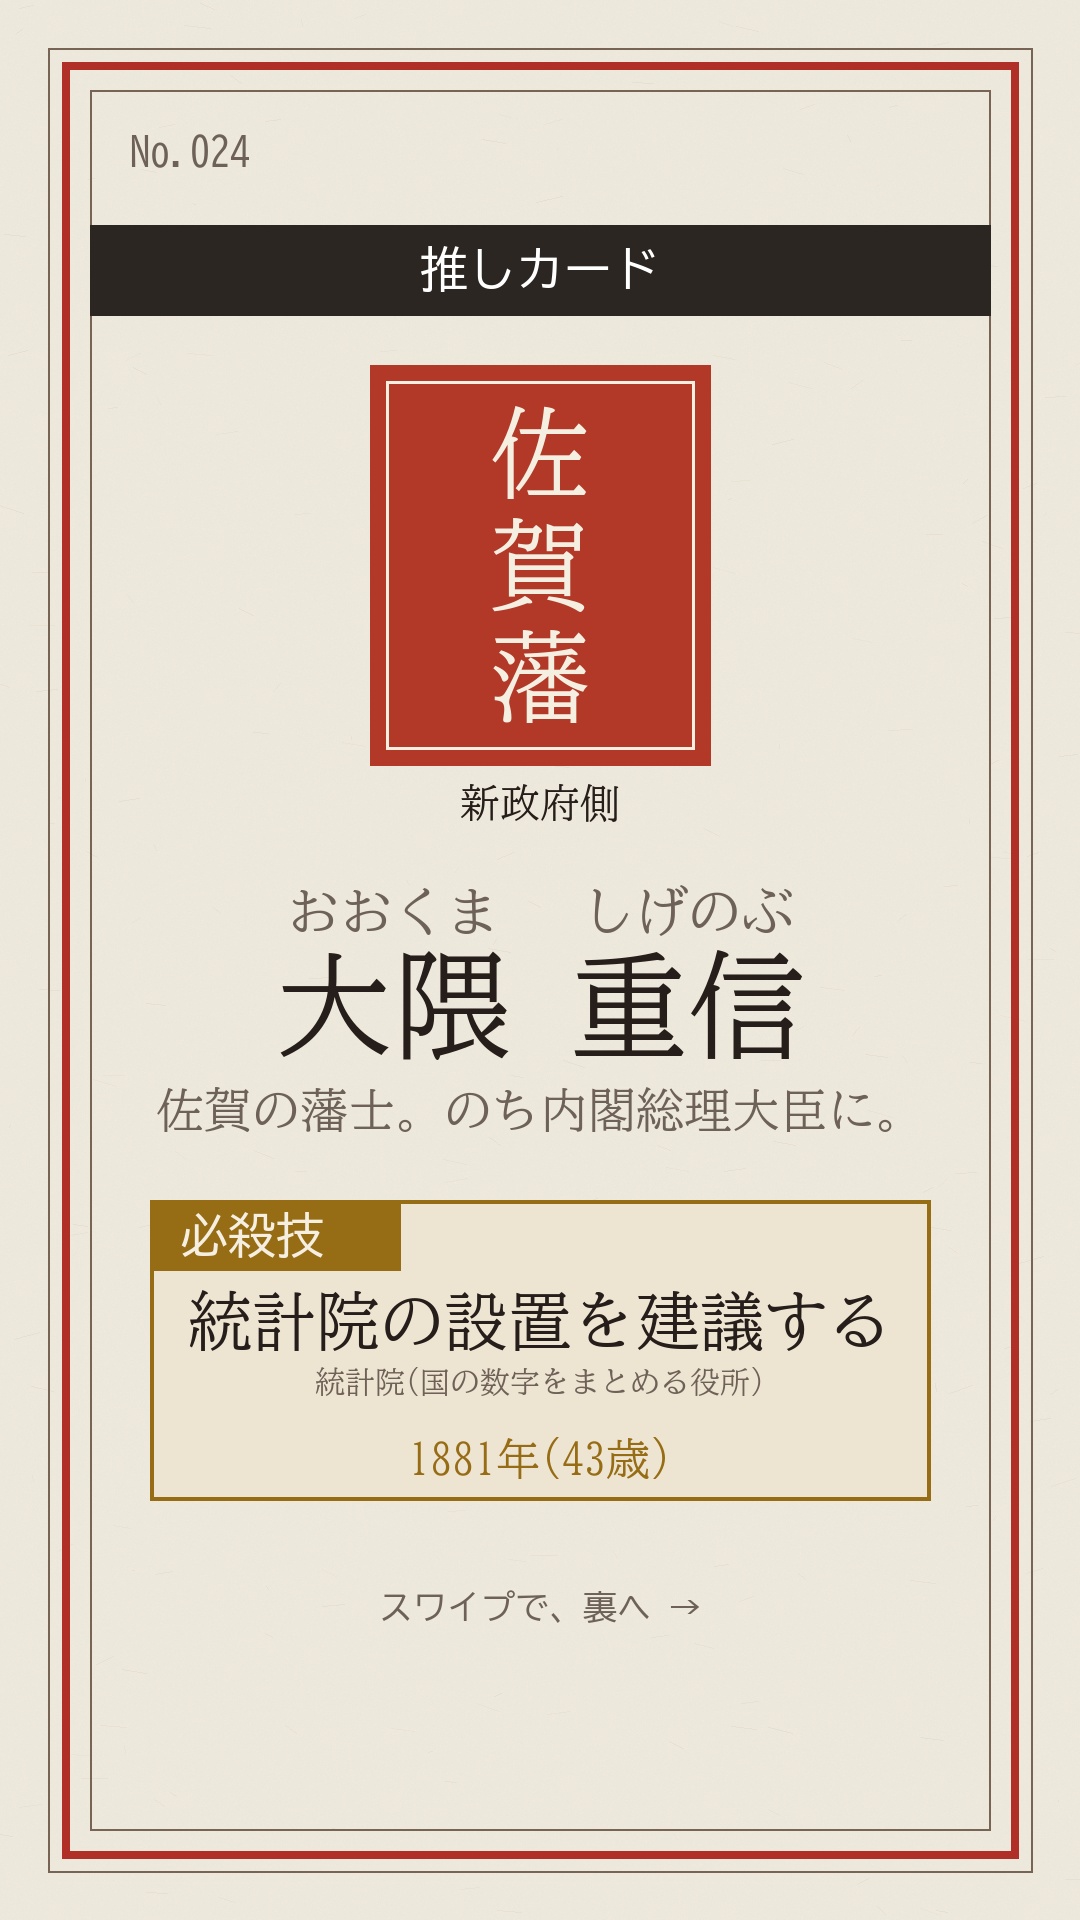 No.024
推しカード
佐賀藩
新政府側
おおくま しげのぶ
大隈 重信
佐賀の藩士。のち内閣総理大臣に。
必殺技
統計院の設置を建議する
統計院(国の数字をまとめる役所)
1881年(43歳)
スワイプで、裏へ →